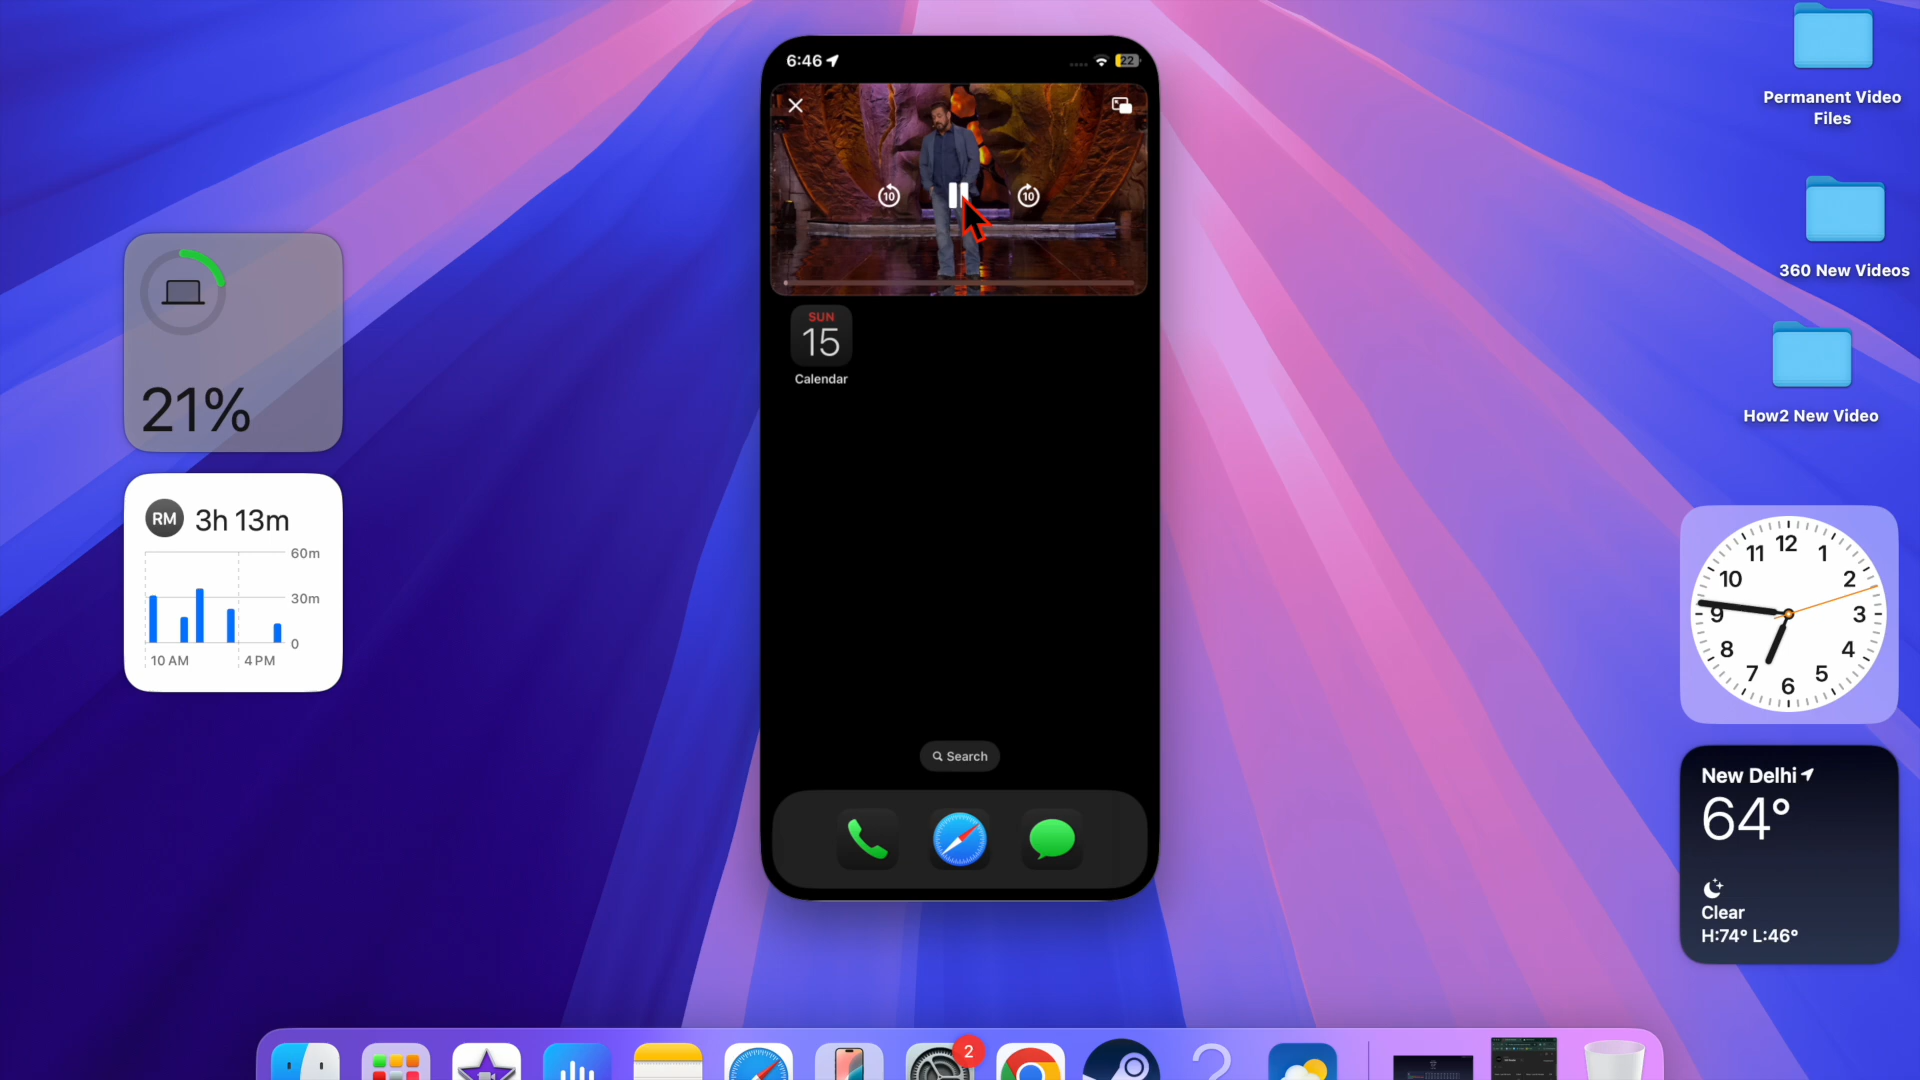 6:46
22
10
10
SUN
15
Calendar
Search
21%
RM 3h 13m
60m
30m
0
10 AM
4 PM
Permanent Video
Files
360 New Videos
How2 New Video
12
1
2
3
4
5
6
7
8
9
10
11
New Delhi
64°
Clear
H:74° L:46°
2